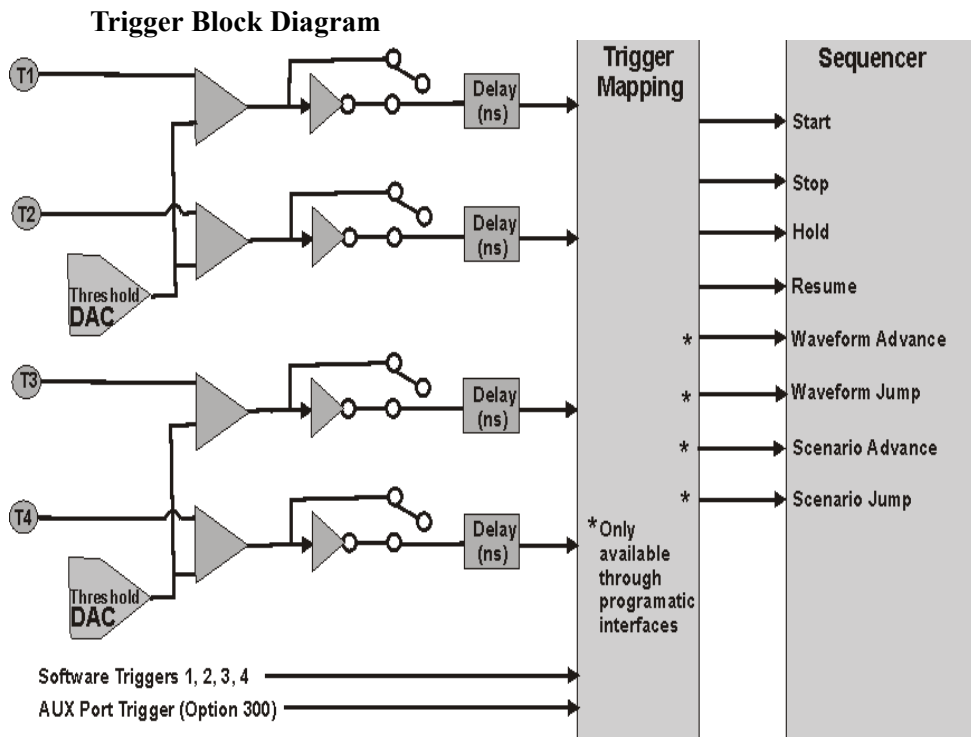 Trigger Block Diagram
T1
Delay
(ns)
T2
Delay
(ns)
Threshold
DAC
T3
Delay
(ns)
T4
Delay
(ns)
Threshold
DAC
Software Triggers 1, 2, 3, 4
AUX Port Trigger (Option 300)
Trigger
Mapping
*
*
*
*
*Only
available
through
programatic
interfaces
Sequencer
Start
Stop
Hold
Resume
Waveform Advance
Waveform Jump
Scenario Advance
Scenario Jump